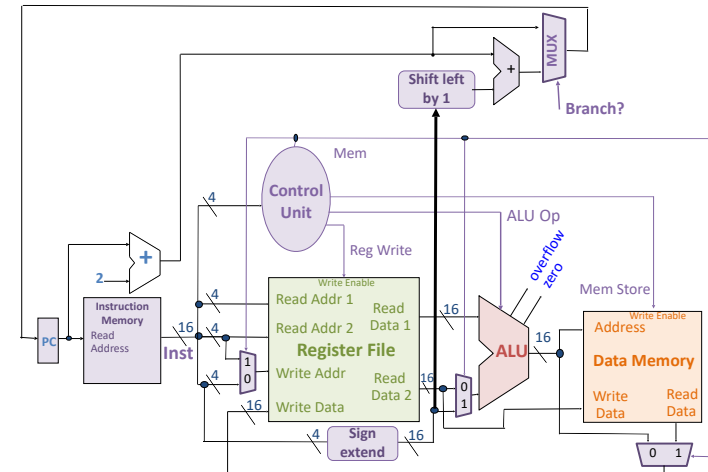 MUX
+
Shift left
by 1
Branch?
Mem
4
Control
Unit
ALU Op
+
Reg Write
overflow
zero
2
Mem Store
4
Write Enable
Write Enable
Instruction
Memory
Read Addr 1
Read
Data 1
16
Address
Read
Address
16
4
Read Addr 2
16
PC
Inst
Register File
ALU
Data Memory
1
0
4
Write Addr
Read
Data 2
16
0
1
Write
Data
Read
Data
16
Write Data
4
Sign
extend
16
0 1